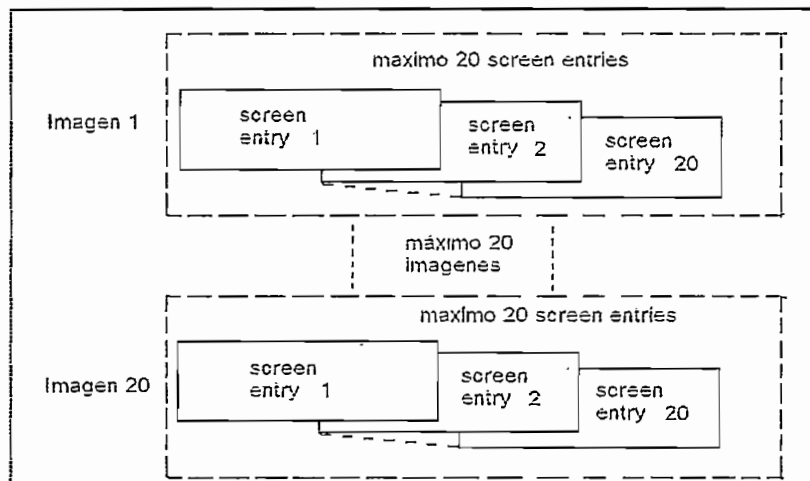 maximo 20 screen entries
Imagen 1
screen
entry 1
screen
entry 2
screen
entry 20
máximo 20
imagenes
maximo 20 screen entries
Imagen 20
screen
entry 1
screen
entry 2
screen
entry 20